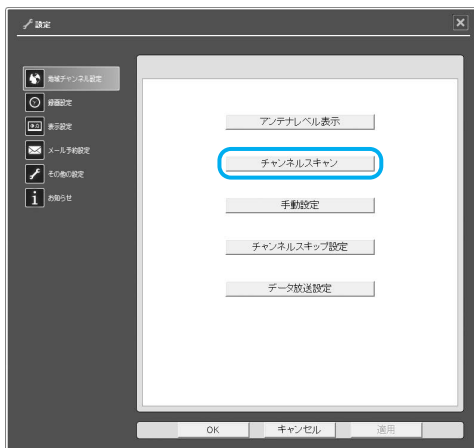 設定
地域チャンネル設定
録画設定
表示設定
メール予約設定
その他の設定
お知らせ
アンテナレベル表示
チャンネルスキャン
手動設定
チャンネルスキップ設定
データ放送設定
OK キャンセル 適用